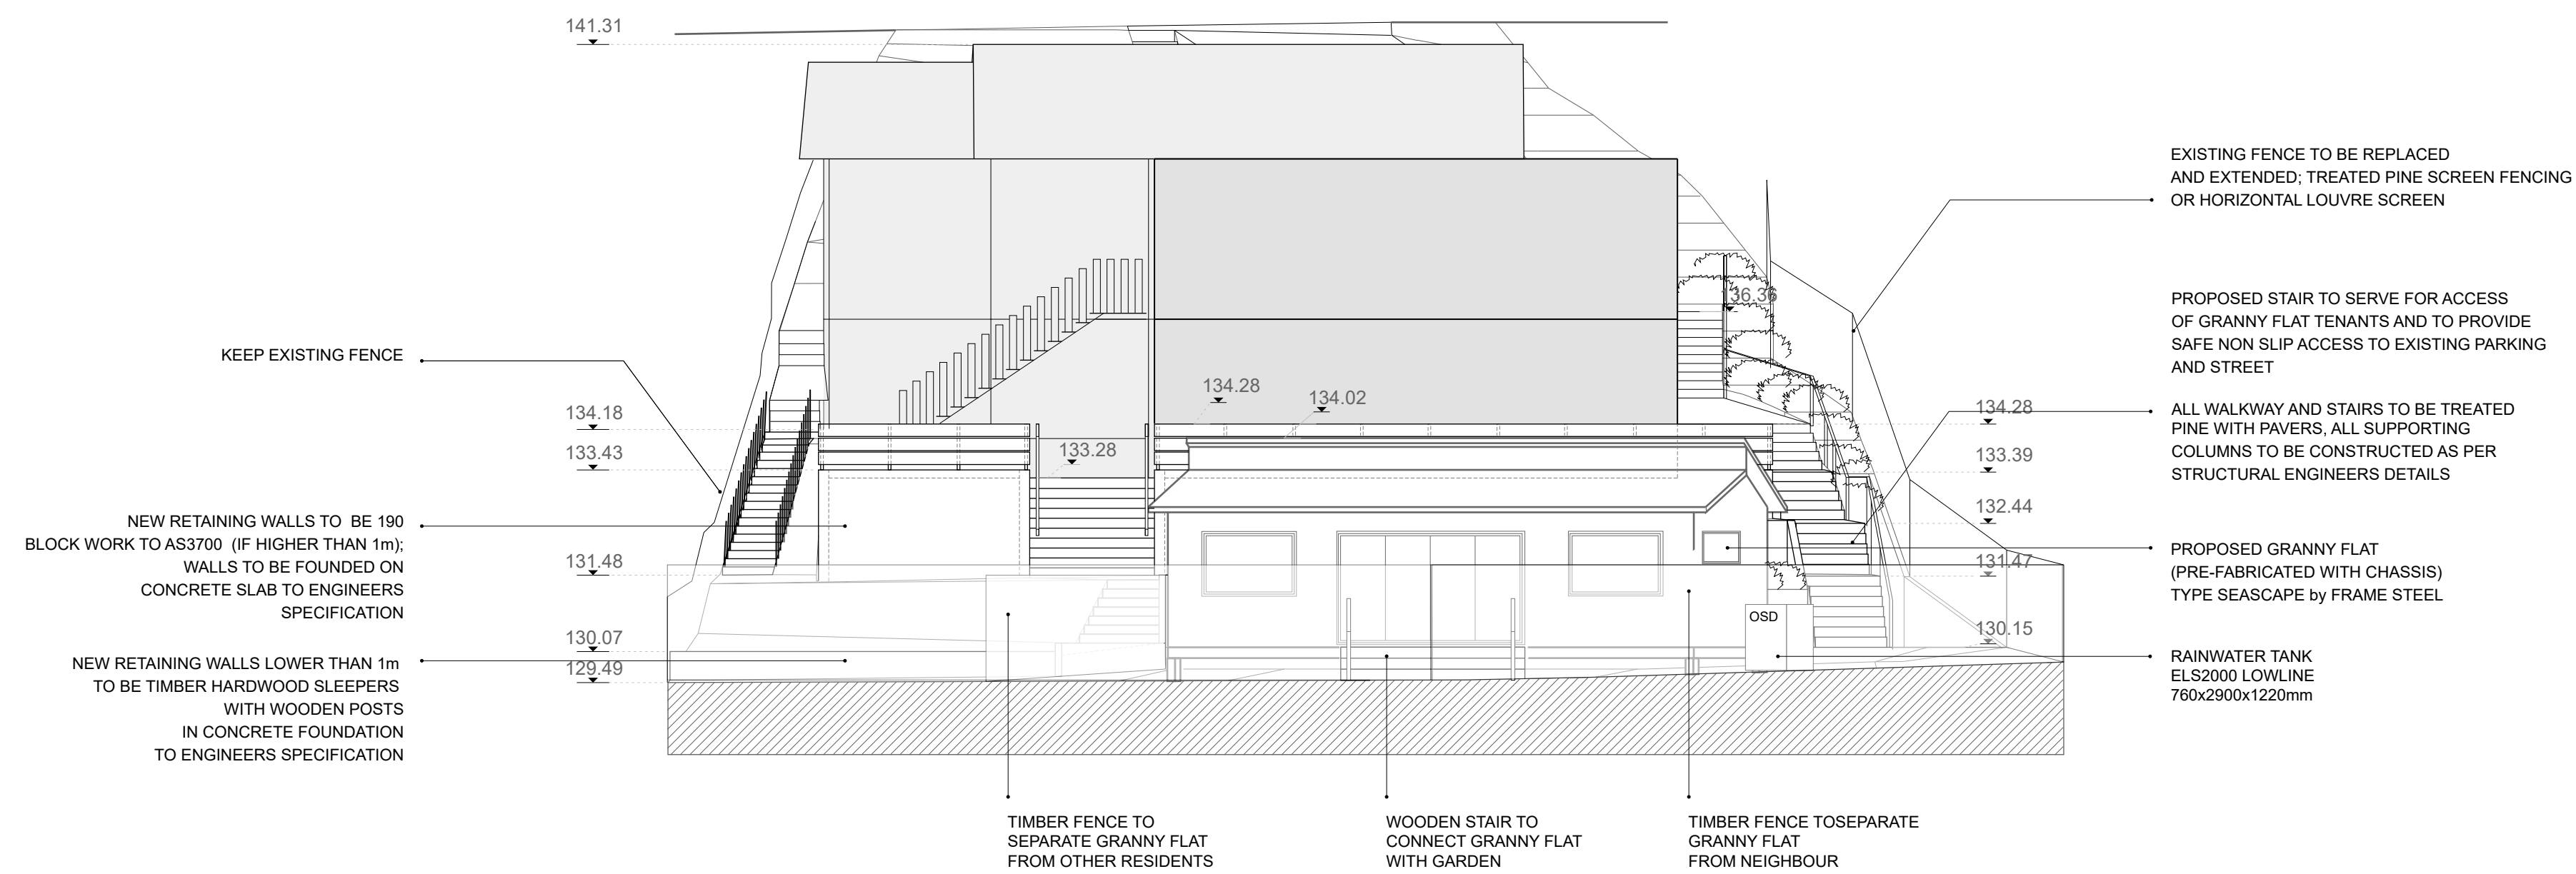 141.31
KEEP EXISTING FENCE
134.18
133.43
NEW RETAINING WALLS TO  BE 190
BLOCK WORK TO AS3700  (IF HIGHER THAN 1m);
WALLS TO BE FOUNDED ON
CONCRETE SLAB TO ENGINEERS
SPECIFICATION
131.48
130.07
129.49
NEW RETAINING WALLS LOWER THAN 1m
TO BE TIMBER HARDWOOD SLEEPERS
WITH WOODEN POSTS
IN CONCRETE FOUNDATION
TO ENGINEERS SPECIFICATION
134.28
134.02
133.28
136.36
OSD
134.28
133.39
132.44
131.47
130.15
EXISTING FENCE TO BE REPLACED
AND EXTENDED; TREATED PINE SCREEN FENCING
OR HORIZONTAL LOUVRE SCREEN
PROPOSED STAIR TO SERVE FOR ACCESS
OF GRANNY FLAT TENANTS AND TO PROVIDE
SAFE NON SLIP ACCESS TO EXISTING PARKING
AND STREET
ALL WALKWAY AND STAIRS TO BE TREATED
PINE WITH PAVERS, ALL SUPPORTING
COLUMNS TO BE CONSTRUCTED AS PER
STRUCTURAL ENGINEERS DETAILS
PROPOSED GRANNY FLAT
(PRE-FABRICATED WITH CHASSIS)
TYPE SEASCAPE by FRAME STEEL
RAINWATER TANK
ELS2000 LOWLINE
760x2900x1220mm
TIMBER FENCE TO
SEPARATE GRANNY FLAT
FROM OTHER RESIDENTS
WOODEN STAIR TO
CONNECT GRANNY FLAT
WITH GARDEN
TIMBER FENCE TOSEPARATE
GRANNY FLAT
FROM NEIGHBOUR